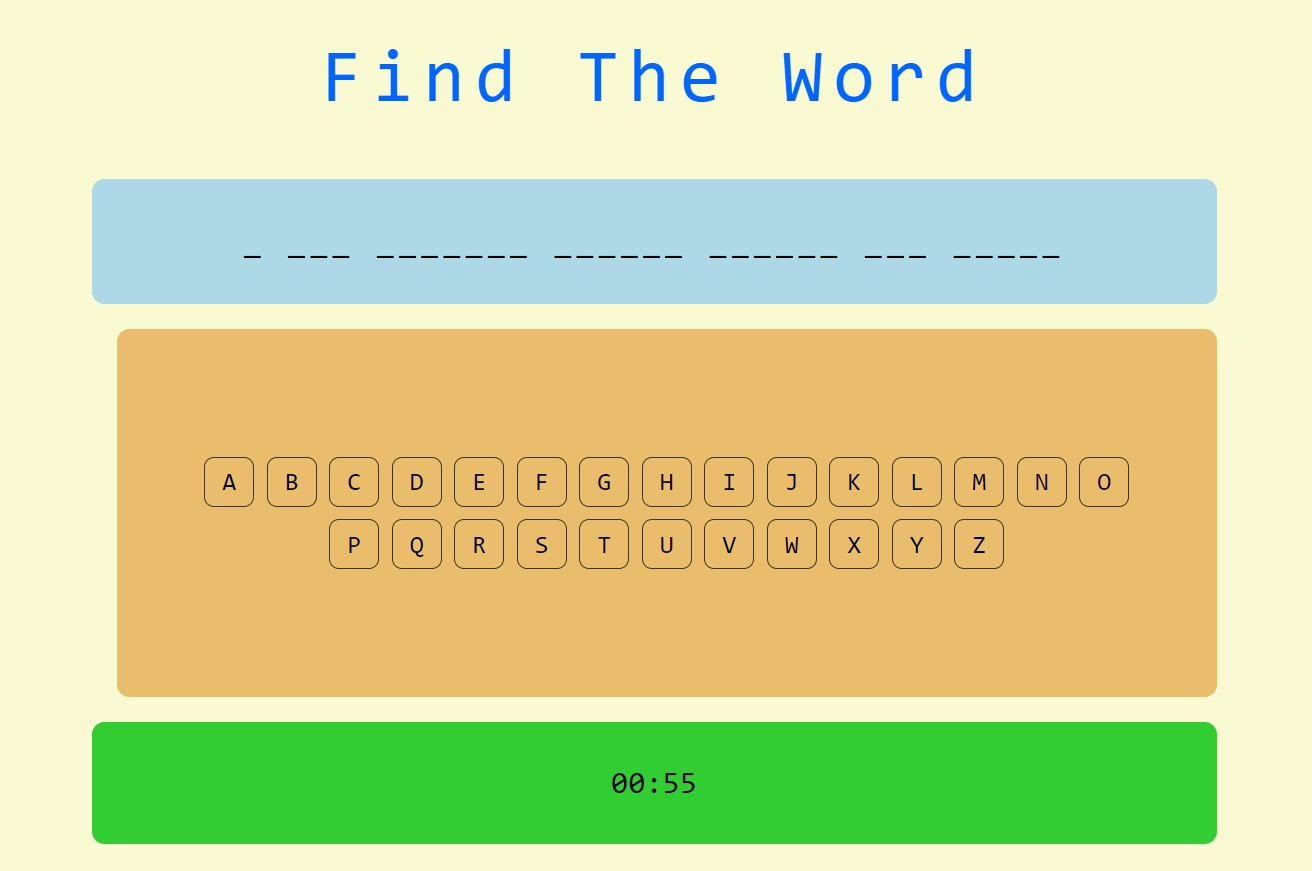 Find The Word
_ ___ _______ ______ ______ ___ _____
A B C D E F G H I J K L M N O
P Q R S T U V W X Y Z
00:55